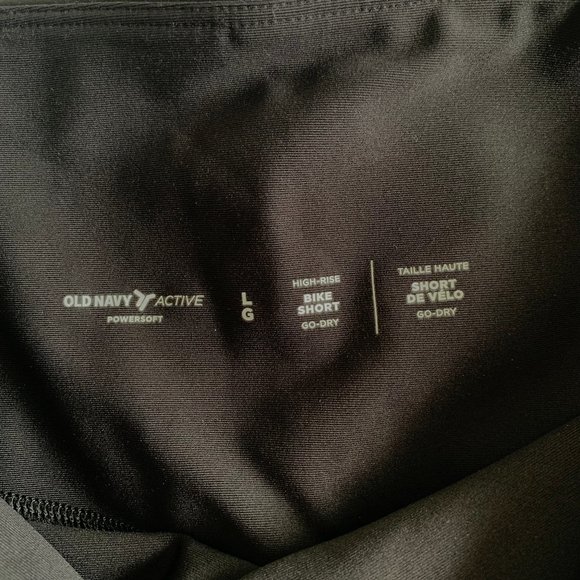 OLD NAVY ACTIVE
POWERSOFT
L
G
HIGH-RISE
BIKE
SHORT
GO-DRY
TAILLE HAUTE
SHORT
DE VÉLO
GO-DRY